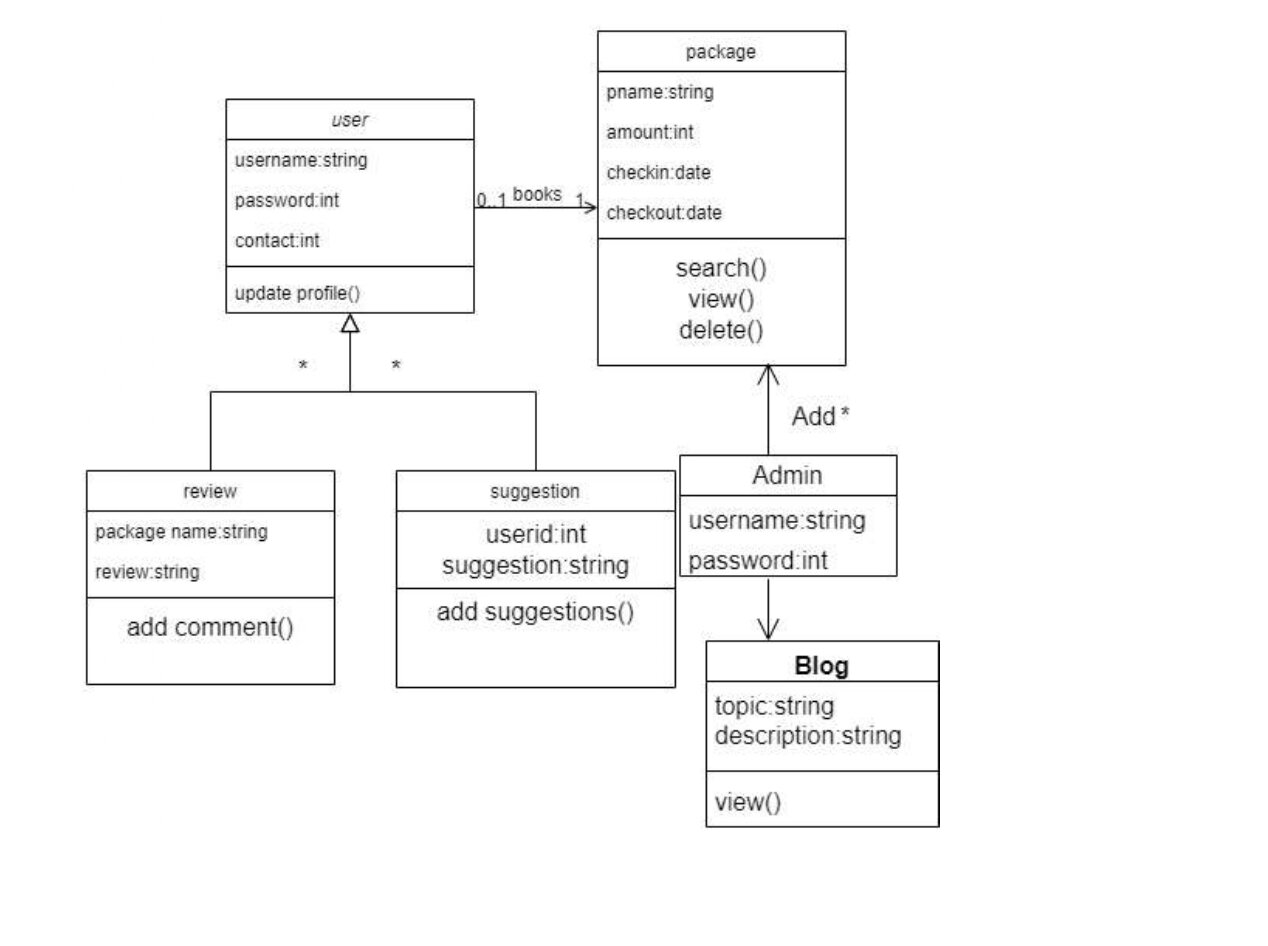 package
pname:string
amount:int
checkin:date
checkout:date
search()
view()
delete()
user
username:string
password:int
contact:int
update profile()
0..1 books 1
* *
review
package name:string
review:string
add comment()
suggestion
userid:int
suggestion:string
add suggestions()
Add *
Admin
username:string
password:int
Blog
topic:string
description:string
view()